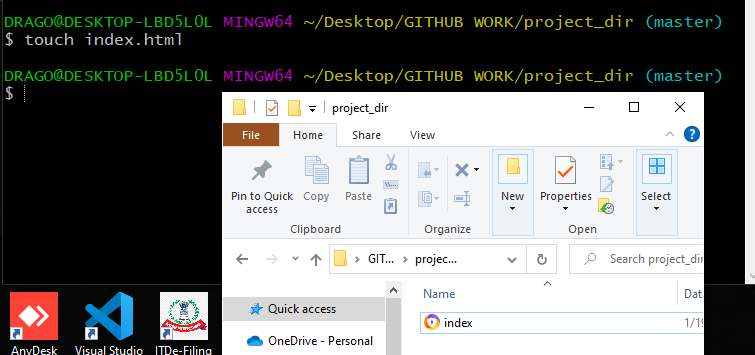 DRAGO@DESKTOP-LBD5L0L MINGW64 ~/Desktop/GITHUB WORK/project_dir (master)
$ touch index.html
DRAGO@DESKTOP-LBD5L0L MINGW64 ~/Desktop/GITHUB WORK/project_dir (master)
$
project_dir
File Home Share View
Pin to Quick access
Copy
Paste
New
Properties
Select
Clipboard Organize Open
GIT... projec... Search project_dir
Name
Quick access
index 1/19
OneDrive - Personal
AnyDesk Visual Studio ITDe-Filing